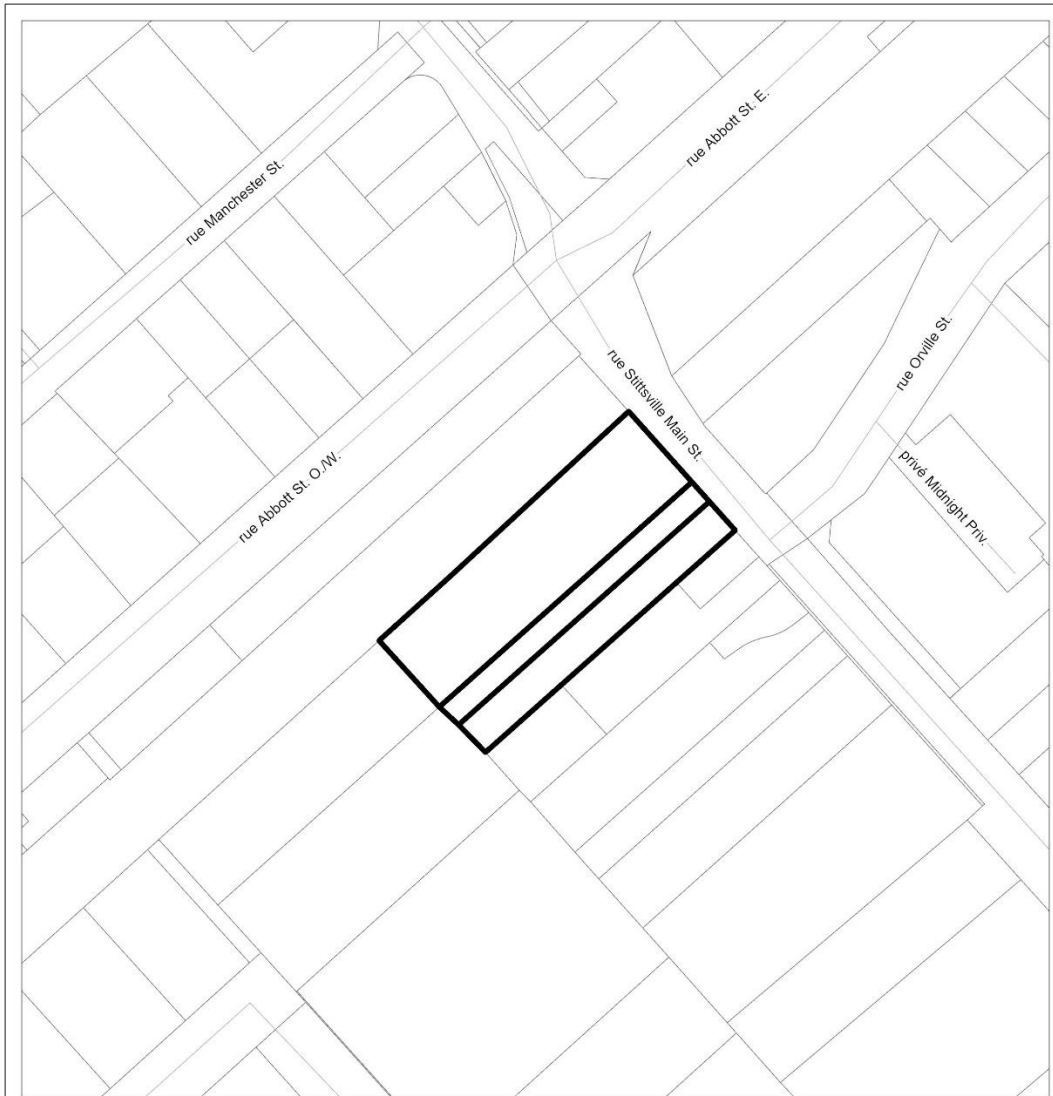 rue Abbott St. E.
rue Manchester St.
rue Orville St.
rue Stittsville Main St.
rue Abbott St. O./W.
privé Midnight Priv.